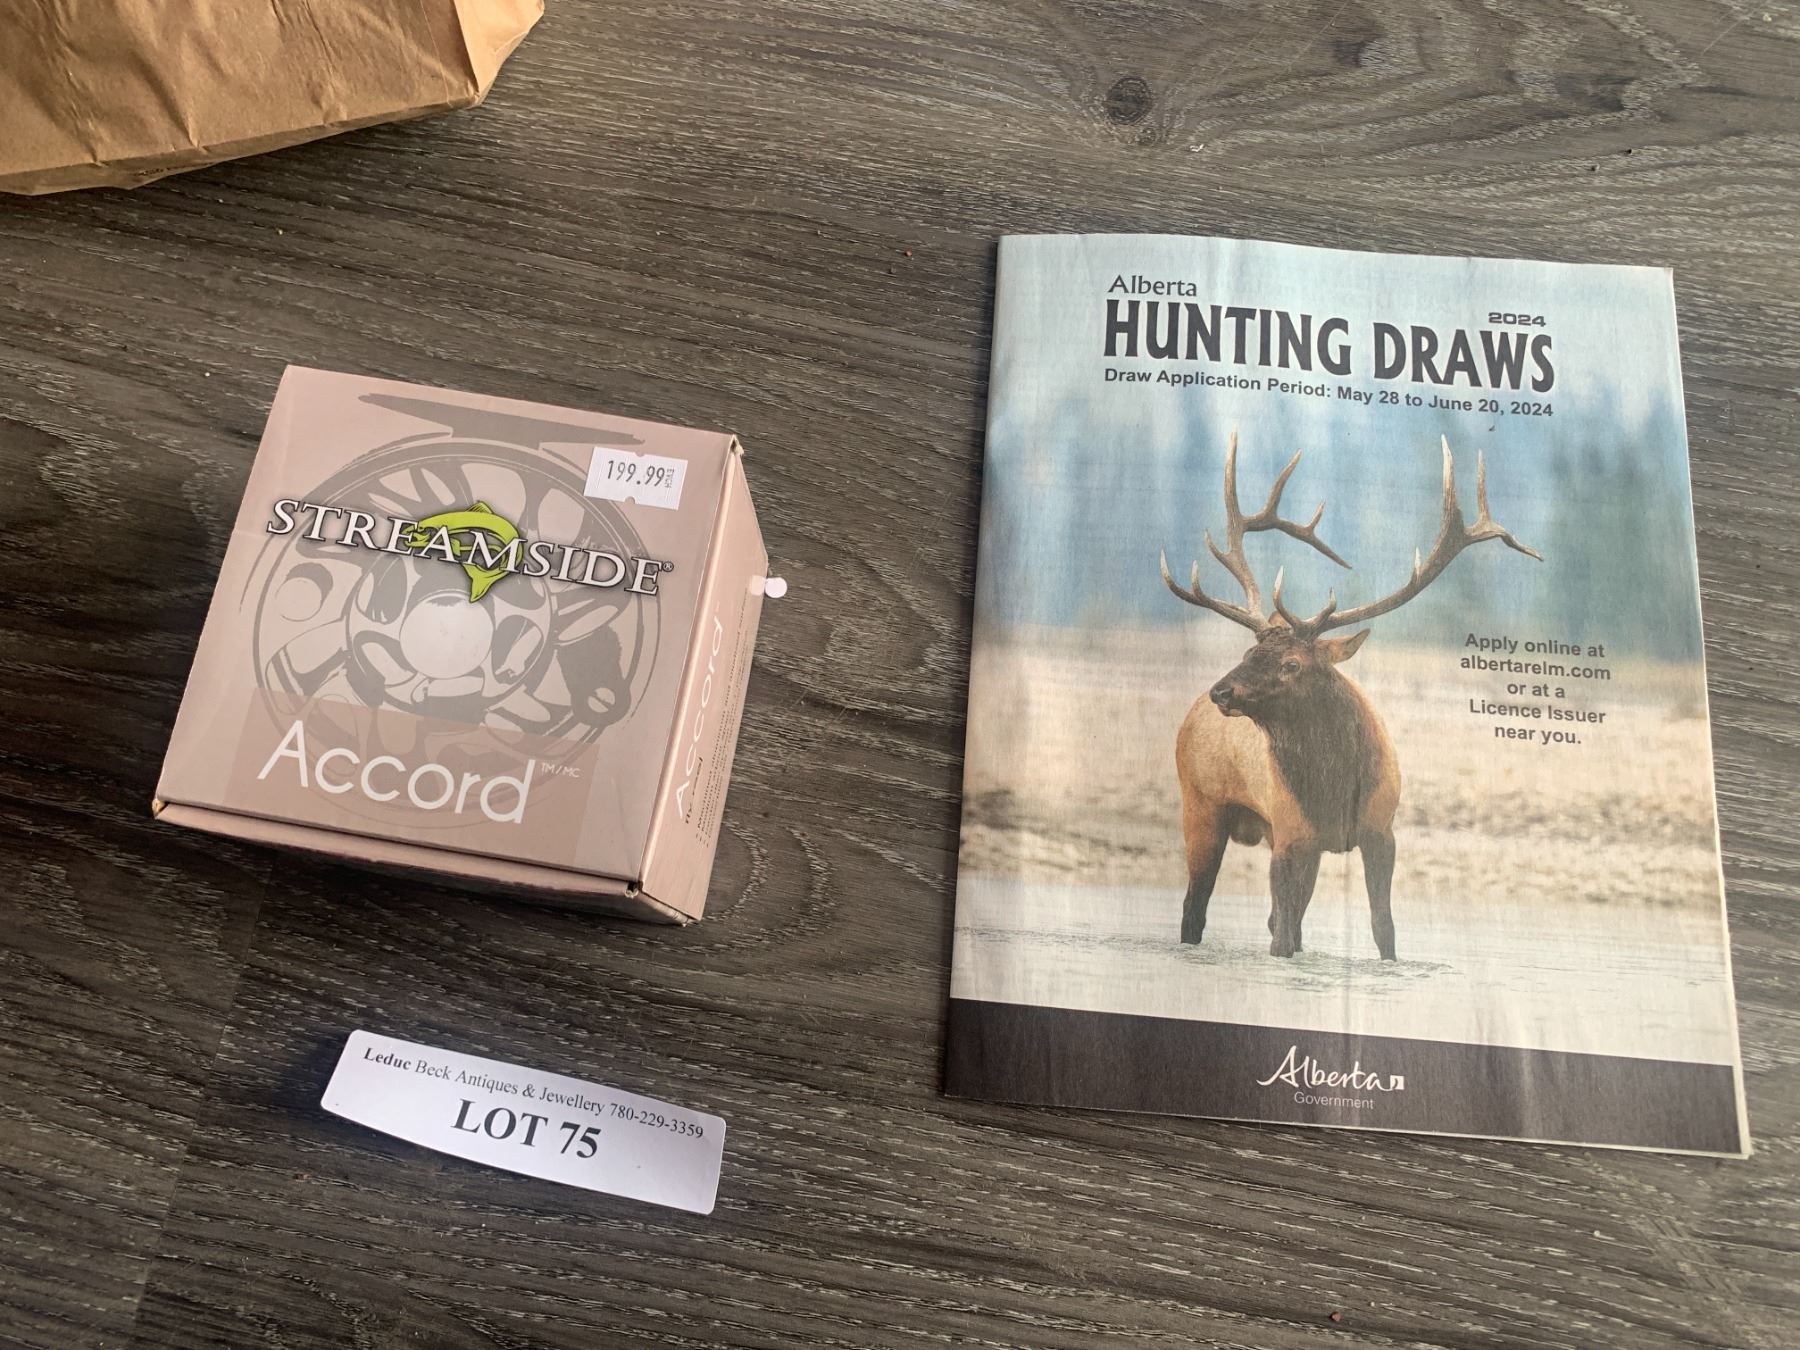 199.99
STREAMSIDE®
Accord TM/MC
Accord
Leduc Beck Antiques & Jewellery 780-229-3359
LOT 75
Alberta
2024
HUNTING DRAWS
Draw Application Period: May 28 to June 20, 2024
Apply online at
albertarelm.com
or at a
Licence Issuer
near you.
Alberta
Government